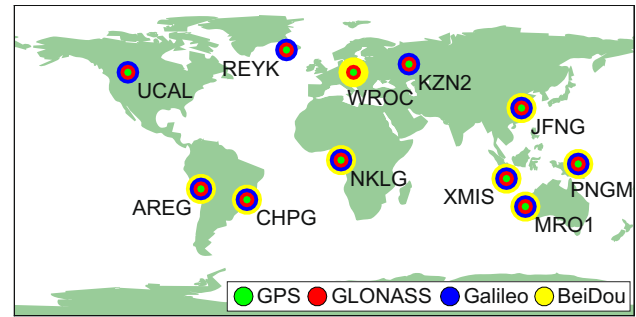 REYK
KZN2
UCAL
WROC
JFNG
NKLG
PNGM
XMIS
AREG
CHPG
MRO1
GPS GLONASS Galileo BeiDou